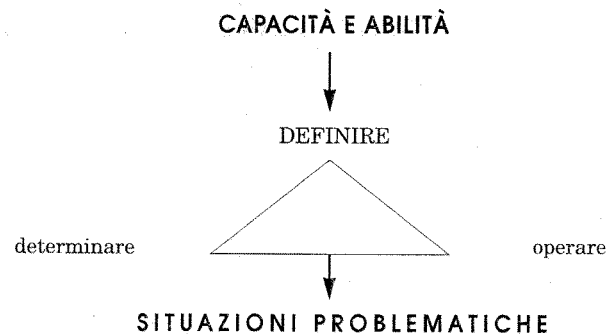 CAPACITÀ E ABILITÀ
DEFINIRE
determinare operare
SITUAZIONI PROBLEMATICHE